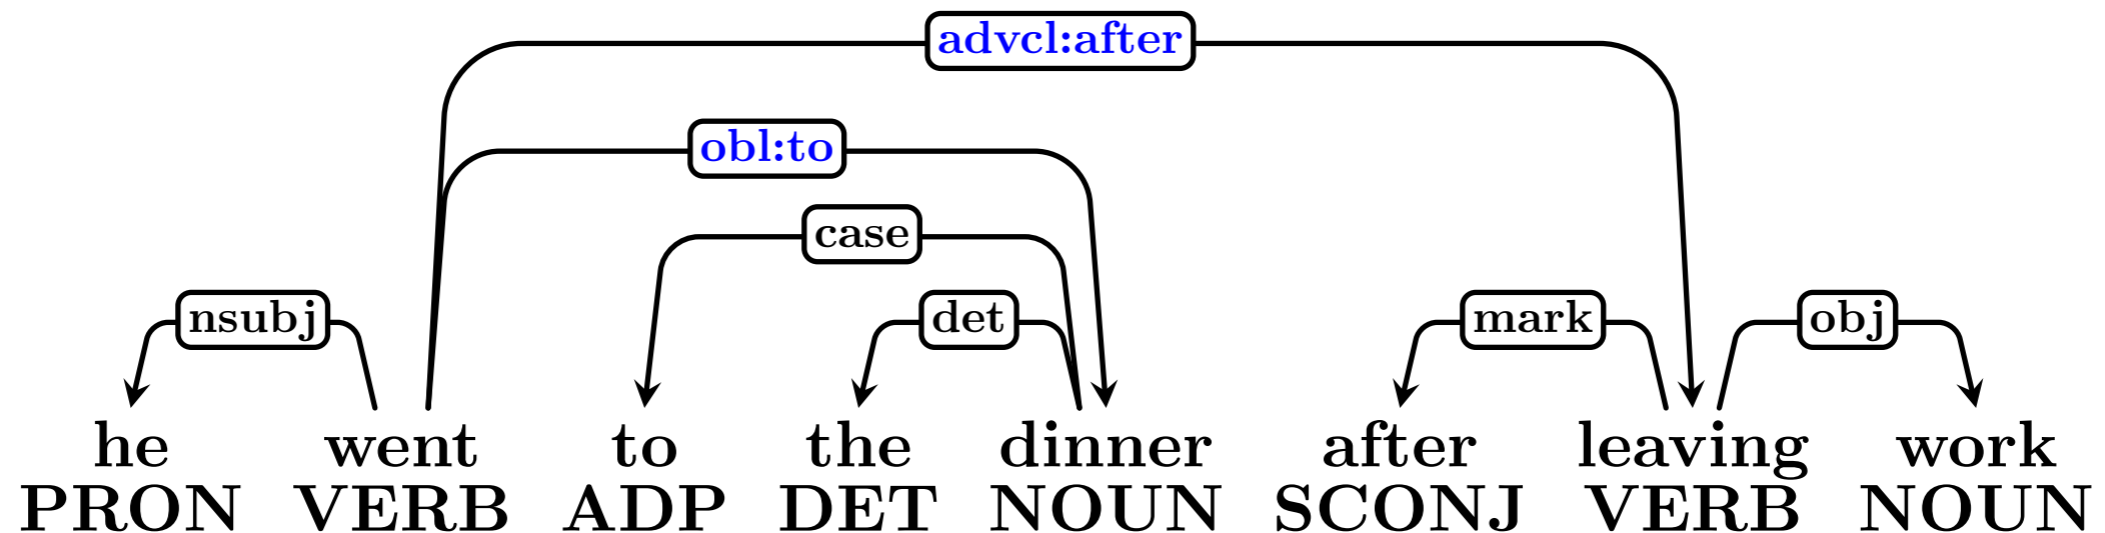 advcl:after
obl:to
case
nsubj det mark obj
he went to the dinner after leaving work
PRON VERB ADP DET NOUN SCONJ VERB NOUN